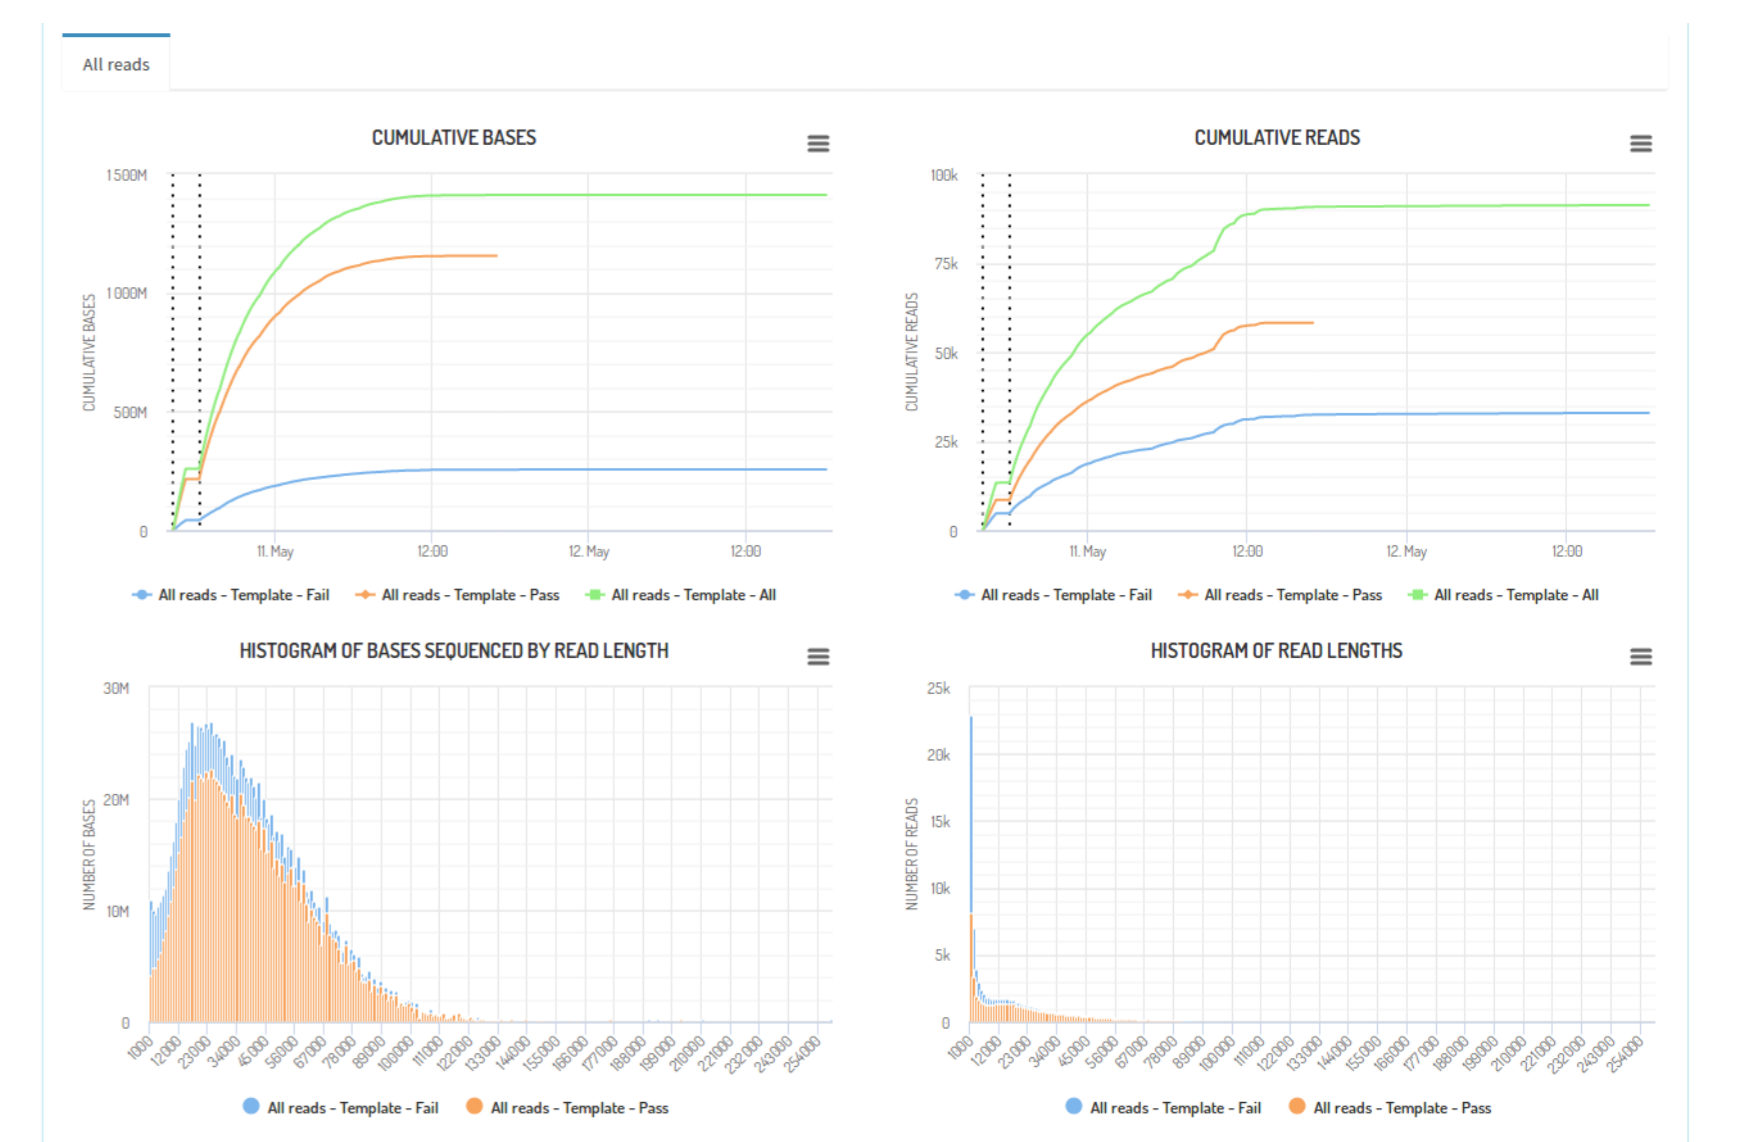 All reads
CUMULATIVE BASES
1500M
1000M
500M
0
CUMULATIVE BASES
11. May
12:00
12. May
12:00
All reads - Template - Fail
All reads - Template - Pass
All reads - Template - All
CUMULATIVE READS
100k
75k
50k
25k
0
CUMULATIVE READS
11. May
12:00
12. May
12:00
All reads - Template - Fail
All reads - Template - Pass
All reads - Template - All
HISTOGRAM OF BASES SEQUENCED BY READ LENGTH
30M
20M
10M
0
NUMBER OF BASES
1000
12000
23000
34000
45000
56000
67000
78000
89000
100000
111000
122000
133000
144000
155000
166000
177000
188000
199000
210000
221000
232000
243000
254000
All reads - Template - Fail
All reads - Template - Pass
HISTOGRAM OF READ LENGTHS
25k
20k
15k
10k
5k
0
NUMBER OF READS
1000
12000
23000
34000
45000
56000
67000
78000
89000
100000
111000
122000
133000
144000
155000
166000
177000
188000
199000
210000
221000
232000
243000
254000
All reads - Template - Fail
All reads - Template - Pass